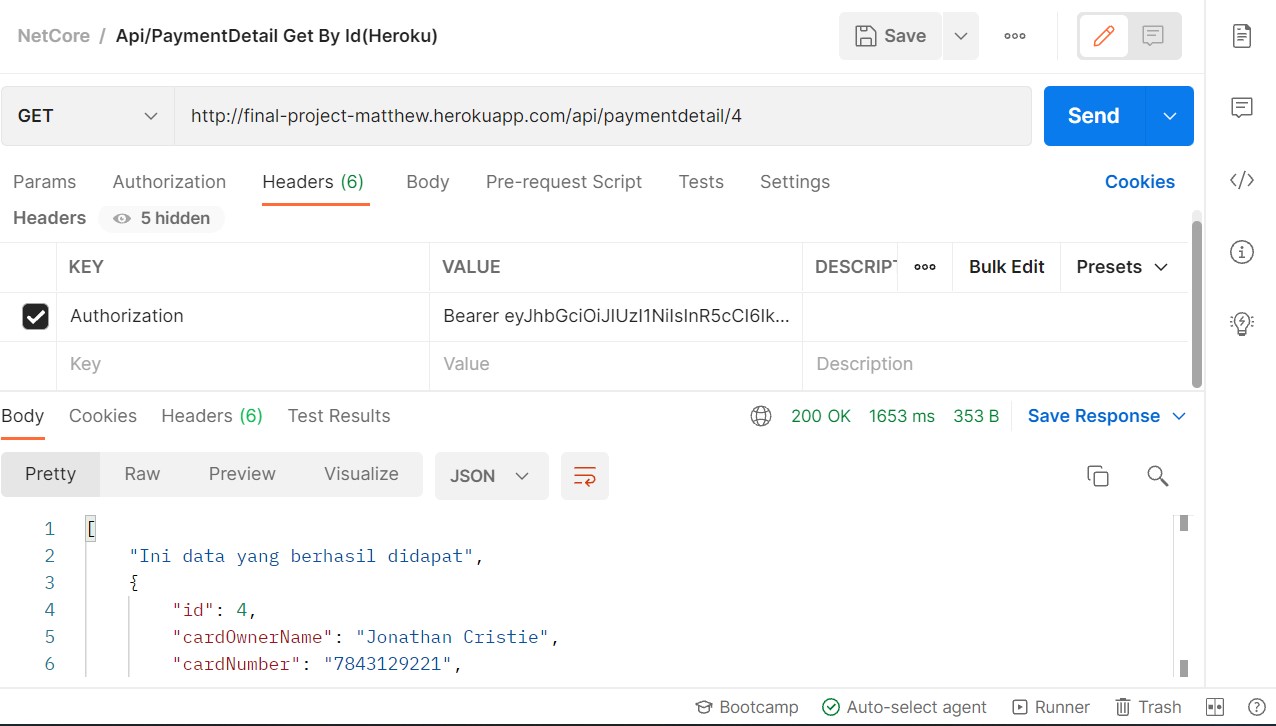 NetCore / Api/PaymentDetail Get By Id(Heroku)
Save
GET http://final-project-matthew.herokuapp.com/api/paymentdetail/4 Send
Params Authorization Headers (6) Body Pre-request Script Tests Settings Cookies
Headers 5 hidden
KEY VALUE DESCRIPT Bulk Edit Presets
Authorization Bearer eyJhbGciOiJIUzI1NiIsInR5cCI6Ik...
Key Value Description
Body Cookies Headers (6) Test Results 200 OK 1653 ms 353 B Save Response
Pretty Raw Preview Visualize JSON
1 [
2 "Ini data yang berhasil didapat",
3 {
4 "id": 4,
5 "cardOwnerName": "Jonathan Cristie",
6 "cardNumber": "7843129221",
Bootcamp Auto-select agent Runner Trash